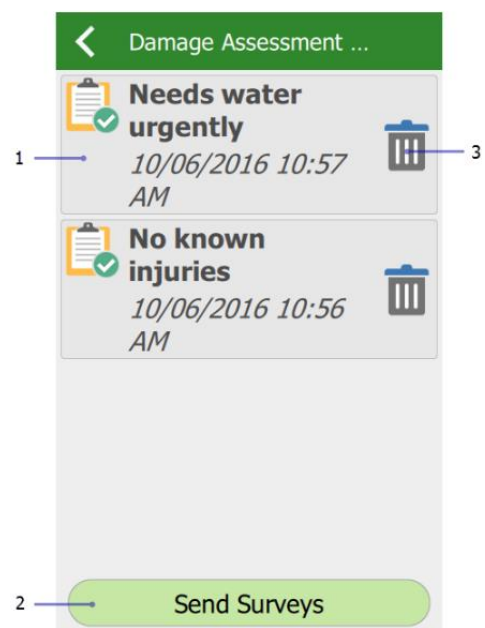 Damage Assessment ...
Needs water
urgently
10/06/2016 10:57
AM
1
3
No known
injuries
10/06/2016 10:56
AM
2
Send Surveys